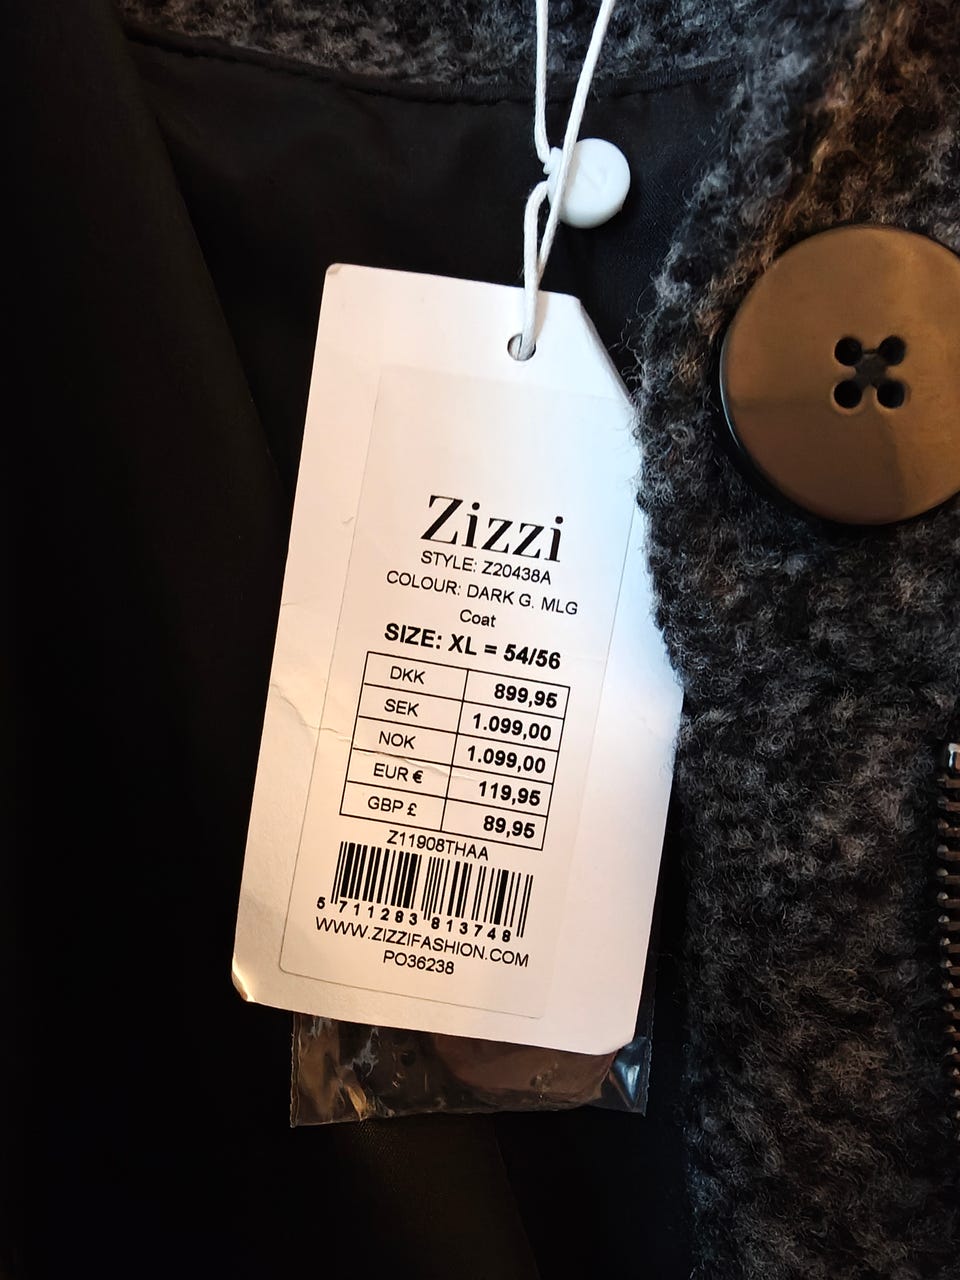 Zizzi
STYLE: Z20438A
COLOUR: DARK G. MLG
Coat
SIZE: XL = 54/56
DKK 899,95
SEK 1.099,00
NOK 1.099,00
EUR € 119,95
GBP £ 89,95
Z11908THAA
5 711283 813748
WWW.ZIZZIFASHION.COM
PO36238